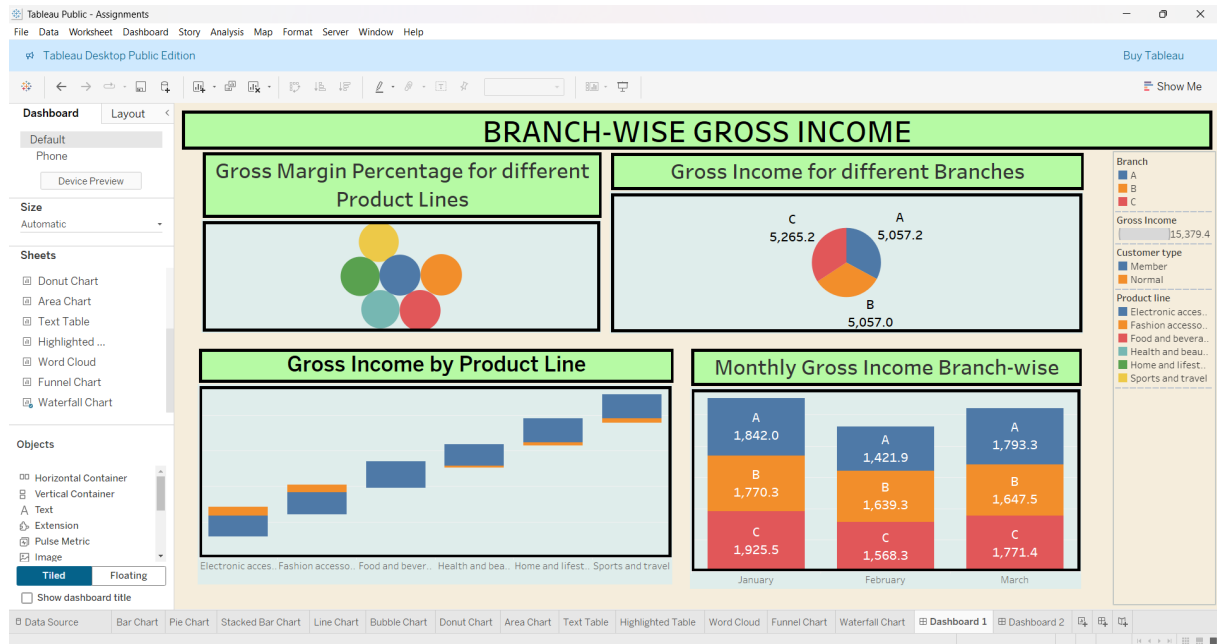 Tableau Public - Assignments
File Data Worksheet Dashboard Story Analysis Map Format Server Window Help
Tableau Desktop Public Edition
Buy Tableau
Show Me
Dashboard
Layout
Default
Phone
Device Preview
Size
Automatic
Sheets
Donut Chart
Area Chart
Text Table
Highlighted ...
Word Cloud
Funnel Chart
Waterfall Chart
Objects
Horizontal Container
Vertical Container
Text
Extension
Pulse Metric
Image
Tiled
Floating
Show dashboard title
BRANCH-WISE GROSS INCOME
Gross Margin Percentage for different
Product Lines
Gross Income for different Branches
C
5,265.2
A
5,057.2
B
5,057.0
Gross Income by Product Line
Electronic acces.. Fashion accesso.. Food and bever.. Health and bea.. Home and lifest.. Sports and travel
Monthly Gross Income Branch-wise
A
1,842.0
B
1,770.3
C
1,925.5
A
1,421.9
B
1,639.3
C
1,568.3
A
1,793.3
B
1,647.5
C
1,771.4
January
February
March
Branch
A
B
C
Gross Income
15,379.4
Customer type
Member
Normal
Product line
Electronic acces..
Fashion accesso..
Food and bevera..
Health and beau..
Home and lifest..
Sports and travel
Data Source
Bar Chart
Pie Chart
Stacked Bar Chart
Line Chart
Bubble Chart
Donut Chart
Area Chart
Text Table
Highlighted Table
Word Cloud
Funnel Chart
Waterfall Chart
Dashboard 1
Dashboard 2